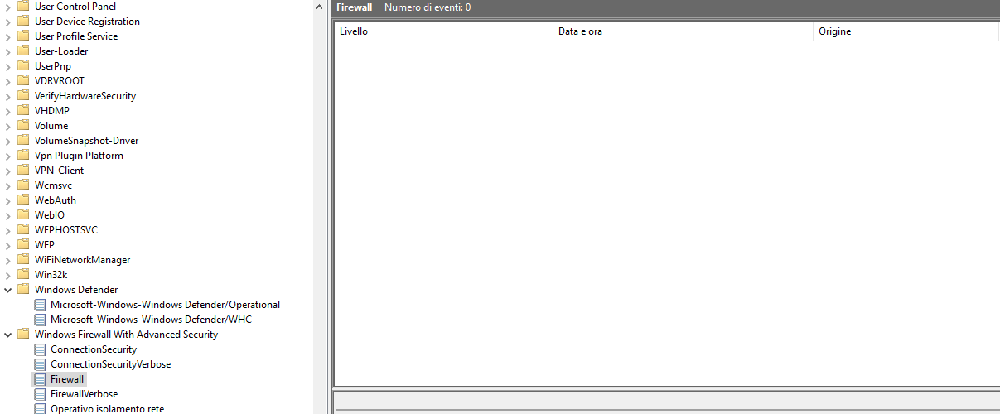 User Control Panel
User Device Registration
User Profile Service
User-Loader
UserPnp
VDRVROOT
VerifyHardwareSecurity
VHDMP
Volume
VolumeSnapshot-Driver
Vpn Plugin Platform
VPN-Client
Wcmsvc
WebAuth
WebIO
WEPHOSTSVC
WFP
WiFiNetworkManager
Win32k
Windows Defender
Microsoft-Windows-Windows Defender/Operational
Microsoft-Windows-Windows Defender/WHC
Windows Firewall With Advanced Security
ConnectionSecurity
ConnectionSecurityVerbose
Firewall
FirewallVerbose
Operativo isolamento rete
Firewall Numero di eventi: 0
Livello Data e ora Origine